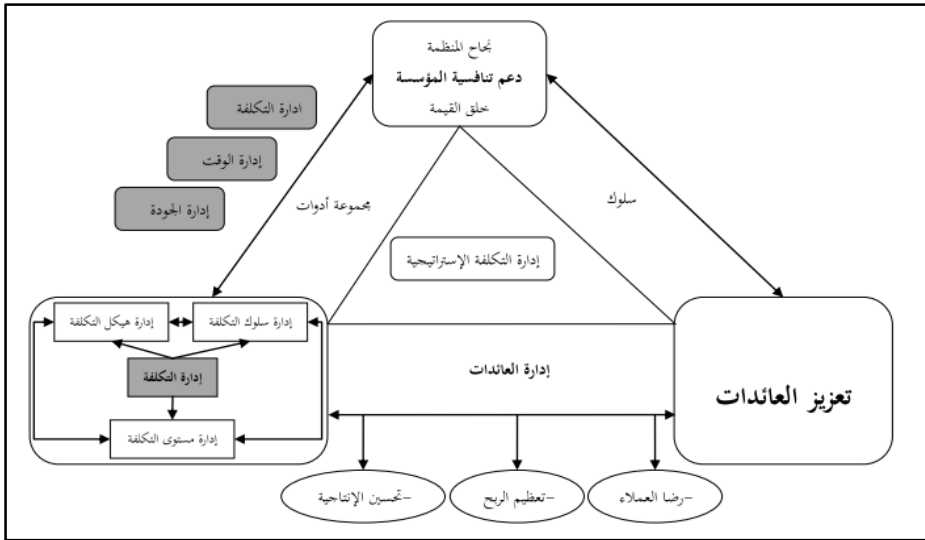 نجاح المنظمة
دعم تنافسية المؤسسة
خلق القيمة
ادارة التكلفة
إدارة الوقت
إدارة الجودة
مجموعة أدوات
سلوك
إدارة التكلفة الإستراتيجية
إدارة سلوك التكلفة
إدارة هيكل التكلفة
إدارة التكلفة
إدارة مستوى التكلفة
إدارة العائدات
تعزيز العائدات
-رضا العملاء
-تعظيم الربح
-تحسين الإنتاجية